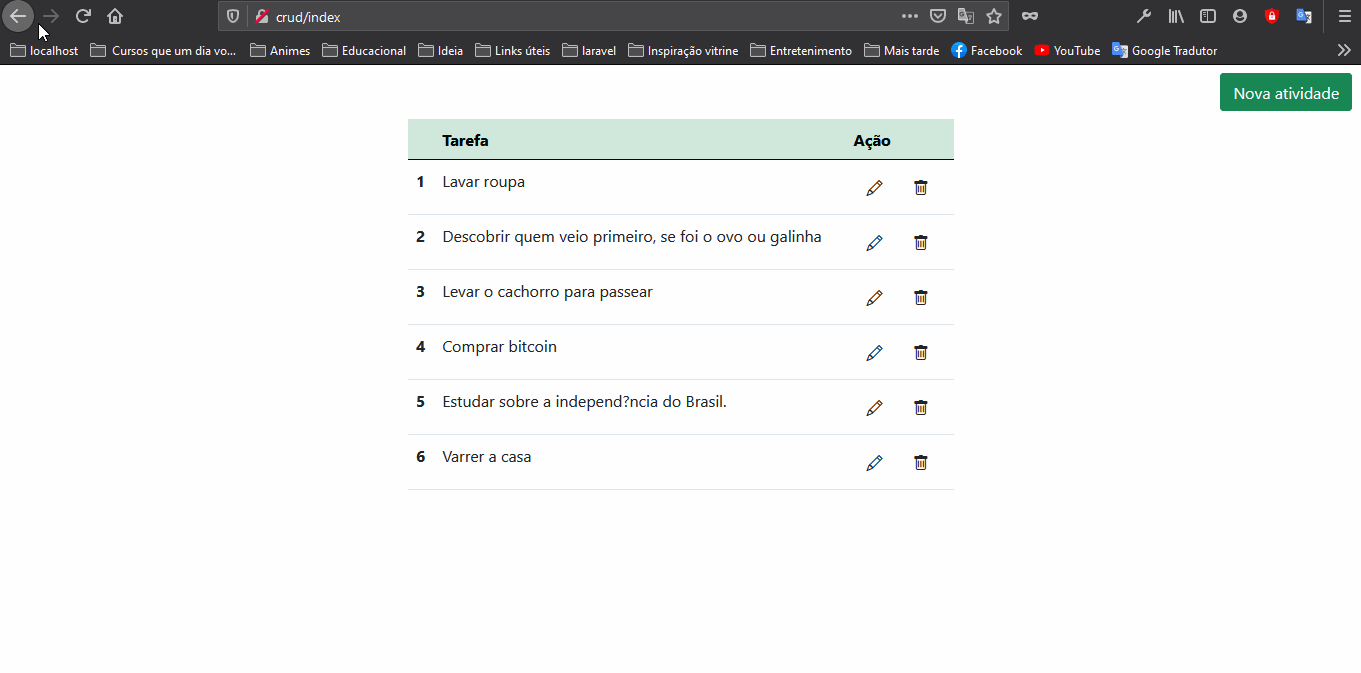 crud/index
localhost Cursos que um dia vo... Animes Educacional Ideia Links úteis laravel Inspiração vitrine Entretenimento Mais tarde Facebook YouTube Google Tradutor
Nova atividade
Tarefa Ação
1 Lavar roupa
2 Descobrir quem veio primeiro, se foi o ovo ou galinha
3 Levar o cachorro para passear
4 Comprar bitcoin
5 Estudar sobre a independ?ncia do Brasil.
6 Varrer a casa